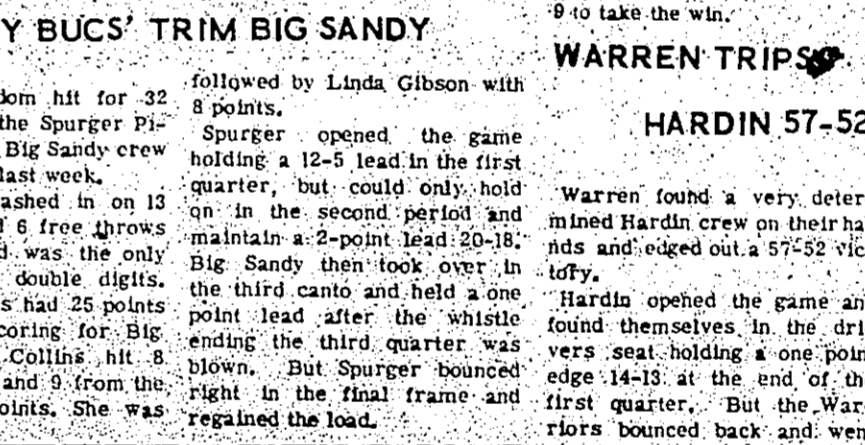 Y BUCS' TRIM BIG SANDY
dom hit for 32
the Spurger Pi-
Big Sandy crew
last week.
ashed in on 13
6 free throws
d was the only
double digits.
s had 25 points
coring for Big
Collins hit 8
and 9 from the
oints. She was
followed by Linda Gibson with
8 points.
Spurger opened the game
holding a 12-5 lead in the first
quarter, but could only hold
on in the second period and
maintain a 2-point lead 20-18.
Big Sandy then took over in
the third canto and held a one
point lead after the whistle
ending the third quarter was
blown. But Spurger bounced
right in the final frame and
regained the load.
9 to take the win.
WARREN TRIPS
HARDIN 57-52
Warren found a very deter
mined Hardin crew on their ha
nds and edged out a 57-52 vic
tory.
Hardin opened the game an
found themselves in the dri
vers seat holding a one poin
edge 14-13 at the end of th
first quarter. But the War
riors bounced back and wen